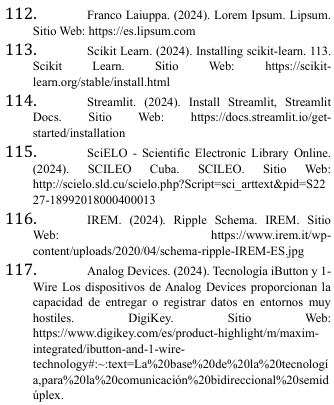 112. Franco Laiuppa. (2024). Lorem Ipsum. Lipsum.
Sitio Web: https://es.lipsum.com
113. Scikit Learn. (2024). Installing scikit-learn. 113.
Scikit Learn. Sitio Web: https://scikit-
learn.org/stable/install.html
114. Streamlit. (2024). Install Streamlit, Streamlit
Docs. Sitio Web: https://docs.streamlit.io/get-
started/installation
115. SciELO - Scientific Electronic Library Online.
(2024). SCILEO Cuba. SCILEO. Sitio Web:
http://scielo.sld.cu/scielo.php?Script=sci_arttext&pid=S22
27-18992018000400013
116. IREM. (2024). Ripple Schema. IREM. Sitio
Web: https://www.irem.it/wp-
content/uploads/2020/04/schema-ripple-IREM-ES.jpg
117. Analog Devices. (2024). Tecnología iButton y 1-
Wire Los dispositivos de Analog Devices proporcionan la
capacidad de entregar o registrar datos en entornos muy
hostiles. DigiKey. Sitio Web:
https://www.digikey.com/es/product-highlight/m/maxim-
integrated/ibutton-and-1-wire-
technology#:~:text=La%20base%20de%20la%20tecnologí
a,para%20la%20comunicación%20bidireccional%20semid
úplex.